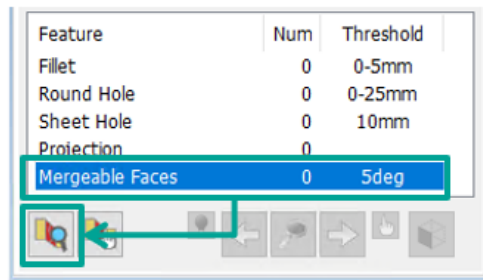 Feature Num Threshold
Fillet 0 0-5mm
Round Hole 0 0-25mm
Sheet Hole 0 10mm
Projection 0
Mergeable Faces 0 5deg